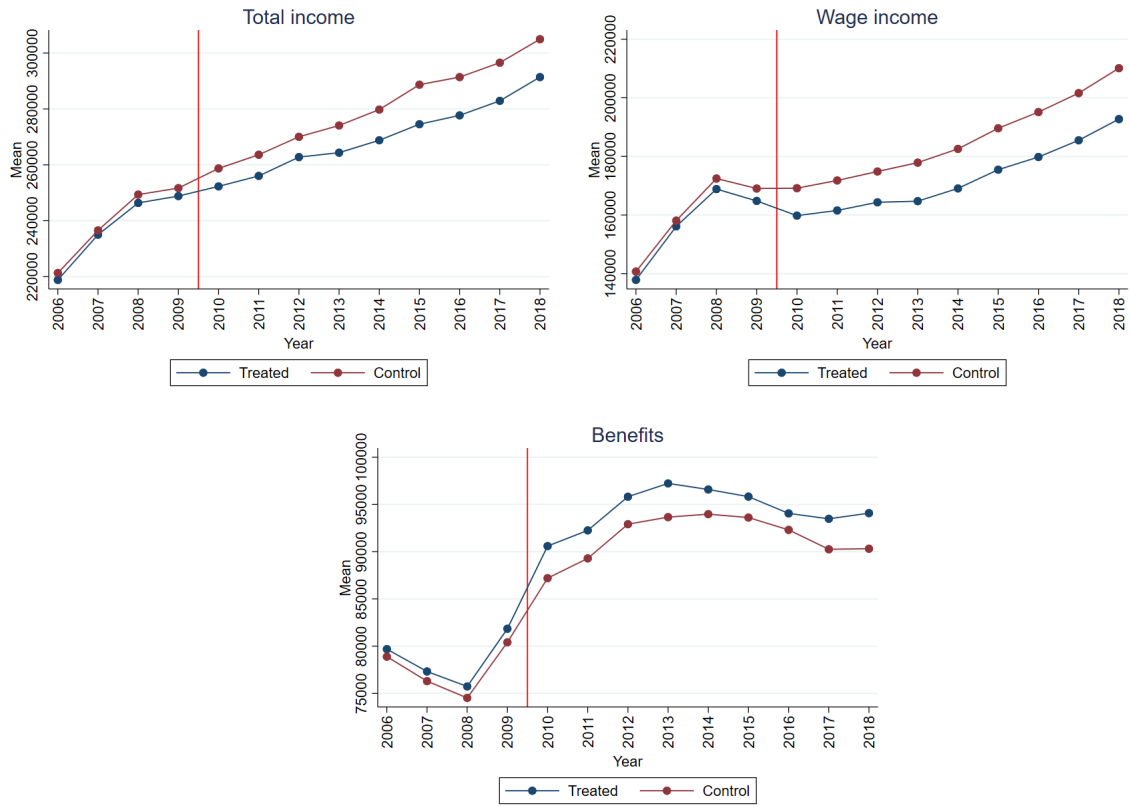 Total income
Mean
300000
280000
260000
240000
220000
2006 2007 2008 2009 2010 2011 2012 2013 2014 2015 2016 2017 2018
Year
Treated Control
Wage income
Mean
220000
200000
180000
160000
140000
2006 2007 2008 2009 2010 2011 2012 2013 2014 2015 2016 2017 2018
Year
Treated Control
Benefits
Mean
100000
95000
90000
85000
80000
75000
2006 2007 2008 2009 2010 2011 2012 2013 2014 2015 2016 2017 2018
Year
Treated Control